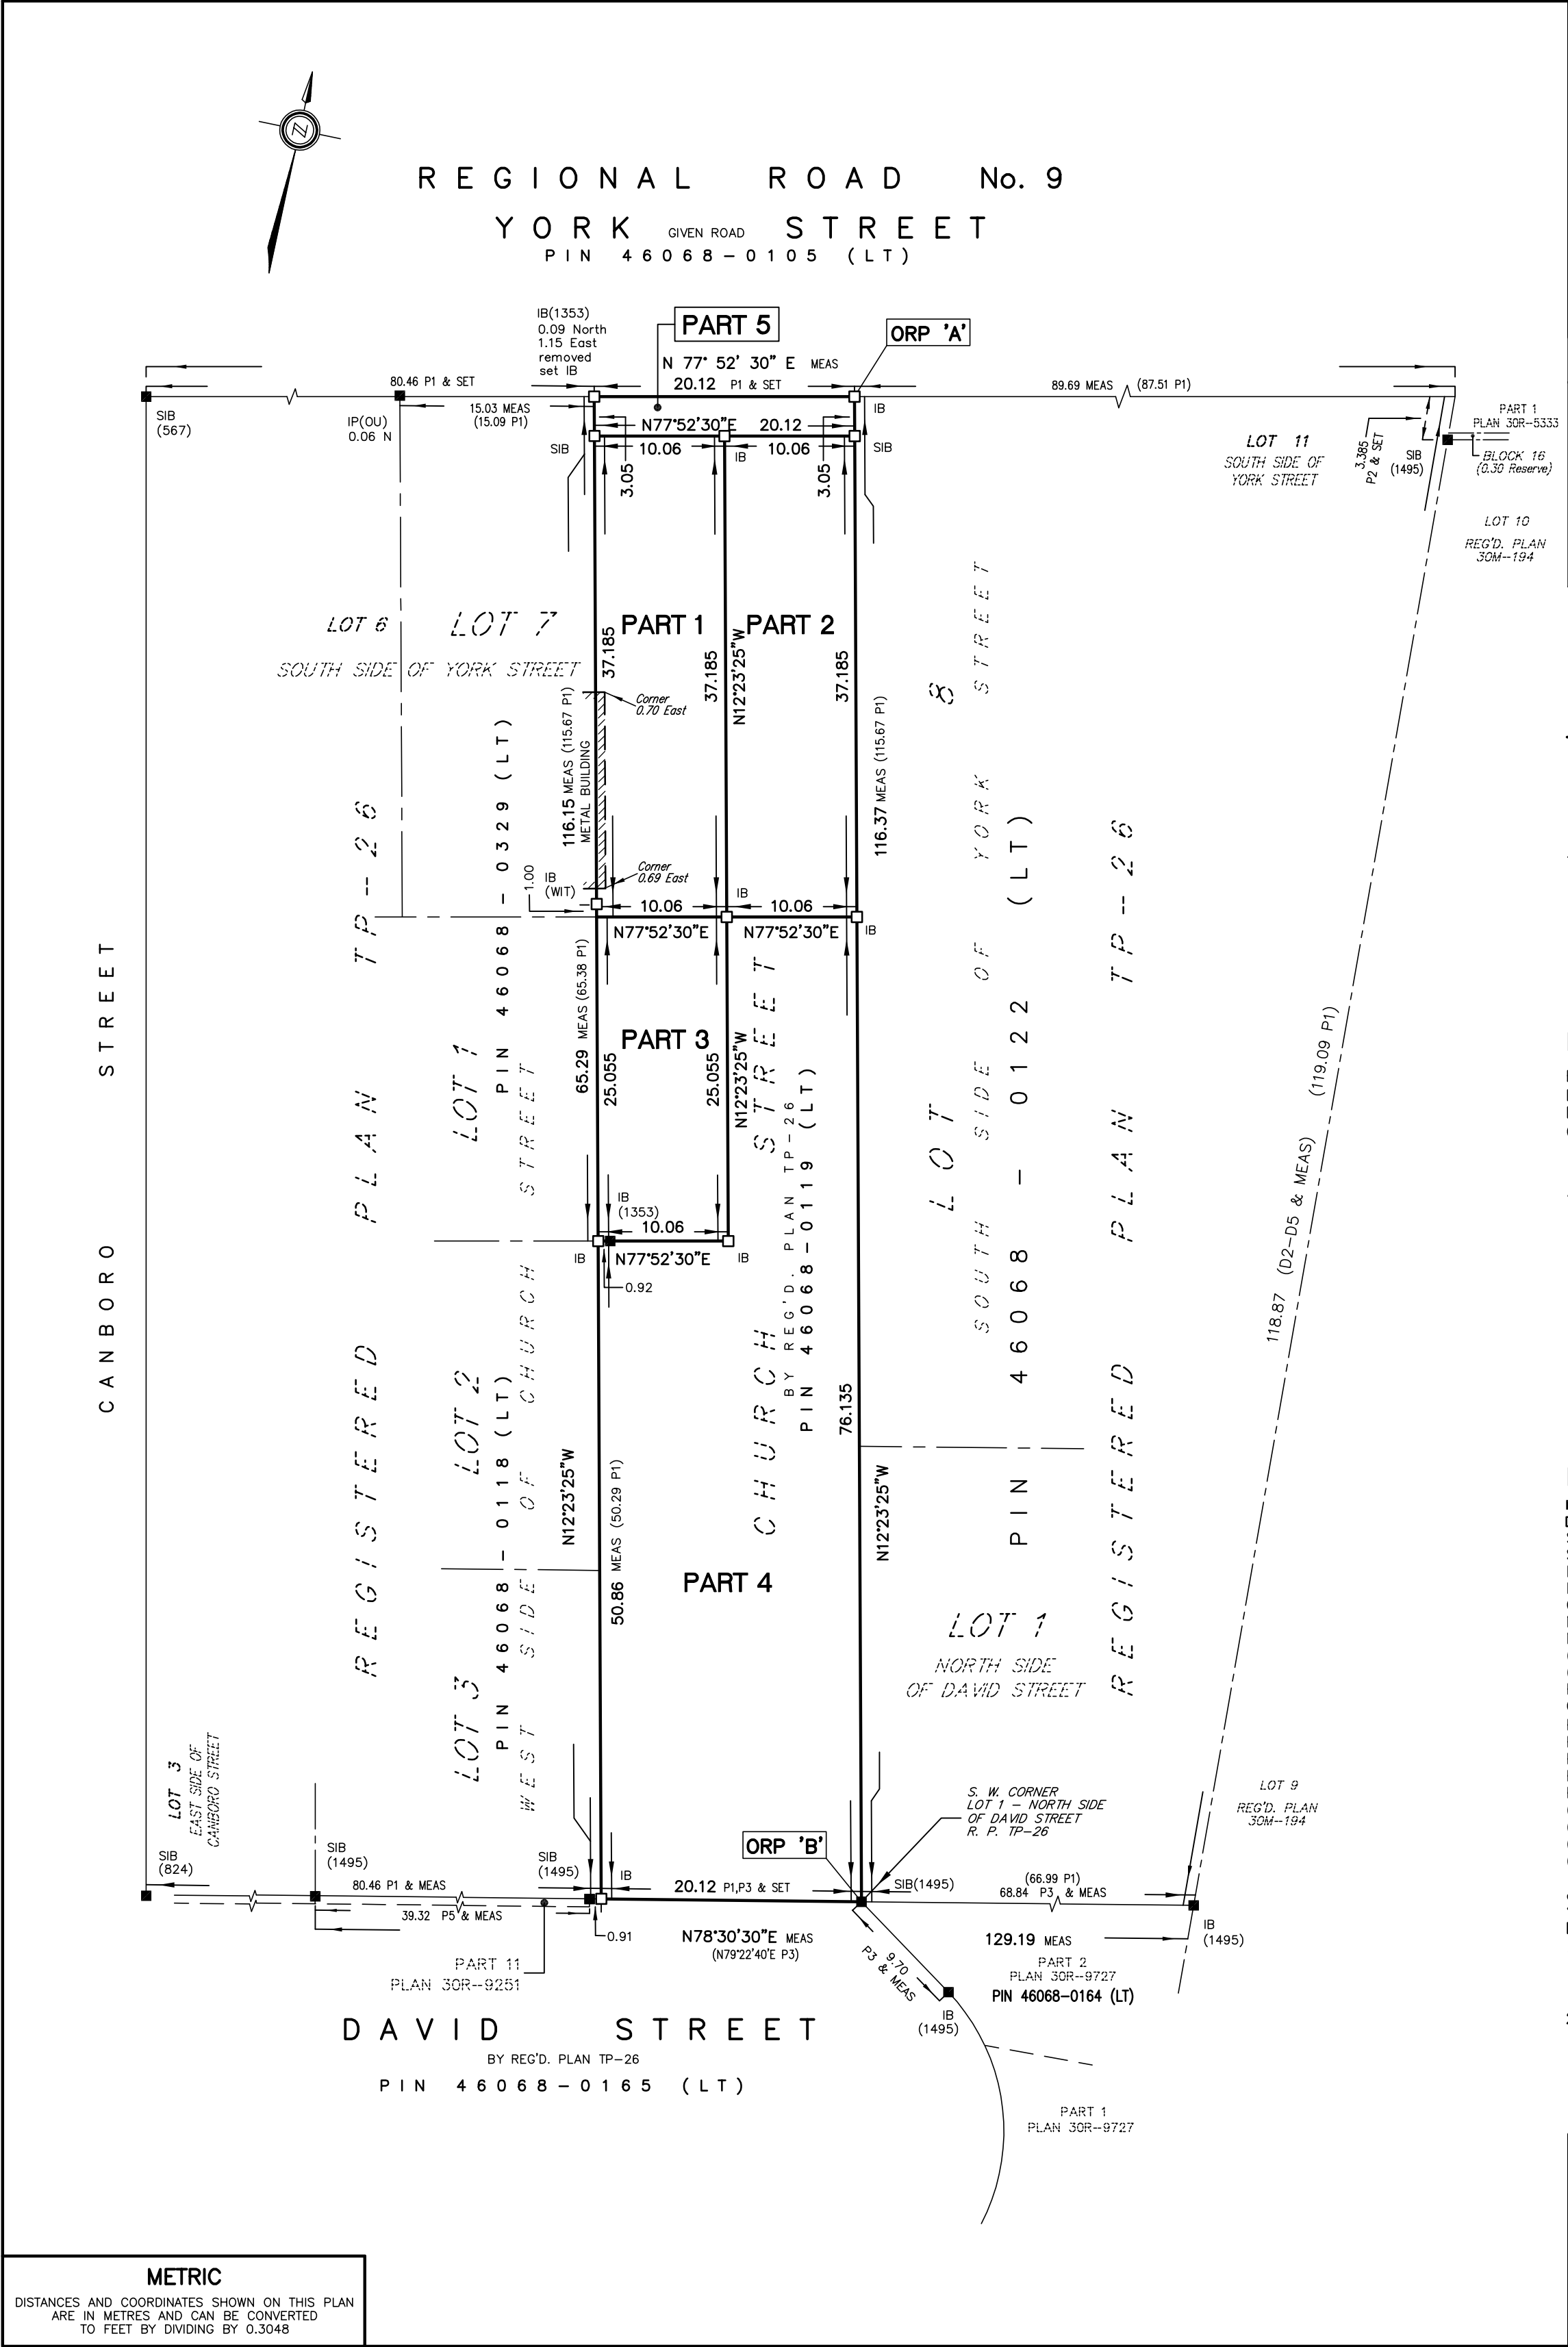 REGIONAL ROAD No. 9
YORK GIVEN ROAD STREET
PIN 46068-0105 (LT)
IB(1353)
0.09 North
1.15 East
removed
set IB
PART 5
ORP 'A'
N 77° 52' 30" E MEAS
20.12 P1 & SET
80.46 P1 & SET
89.69 MEAS (87.51 P1)
SIB
(567)
IP(OU)
0.06 N
15.03 MEAS
(15.09 P1)
N77°52'30"E 20.12
IB
SIB
10.06
IB
10.06
SIB
3.05
3.05
LOT 11
SOUTH SIDE OF
YORK STREET
3.385
P2 & SET
SIB
(1495)
PART 1
PLAN 30R--5333
BLOCK 16
(0.30 Reserve)
LOT 10
REG'D. PLAN
30M--194
LOT 6
LOT 7
SOUTH SIDE OF YORK STREET
PART 1
PART 2
37.185
37.185
N12°23'25"W
37.185
Corner
0.70 East
116.15 MEAS (115.67 P1)
METAL BUILDING
116.37 MEAS (115.67 P1)
Corner
0.69 East
1.00
IB
(WIT)
IB
10.06
10.06
N77°52'30"E
N77°52'30"E
IB
PIN 46068 - 0329 (LT)
REGISTERED PLAN TP--26
CANBORO STREET
LOT 1
65.29 MEAS (65.38 P1)
PART 3
25.055
25.055
N12°23'25"W
IB
(1353)
10.06
IB
N77°52'30"E
IB
0.92
CHURCH STREET
BY REG'D. PLAN TP-26
PIN 46068-0119 (LT)
LOT 8
SOUTH SIDE OF YORK STREET
PIN 46068 - 0122 (LT)
REGISTERED PLAN TP--26
118.87 (D2-D5 & MEAS) (119.09 P1)
LOT 2
PIN 46068 - 0118 (LT)
WEST SIDE OF CHURCH STREET
LOT 3
N12°23'25"W
50.86 MEAS (50.29 P1)
76.135
N12°23'25"W
PART 4
LOT 1
NORTH SIDE
OF DAVID STREET
LOT 3
EAST SIDE OF
CANBORO STREET
S. W. CORNER
LOT 1 - NORTH SIDE
OF DAVID STREET
R. P. TP-26
LOT 9
REG'D. PLAN
30M--194
ORP 'B'
SIB
(824)
SIB
(1495)
SIB
(1495)
IB
80.46 P1 & MEAS
20.12 P1,P3 & SET
SIB(1495)
(66.99 P1)
68.84 P3 & MEAS
39.32 P5 & MEAS
0.91
N78°30'30"E MEAS
(N79°22'40'E P3)
129.19 MEAS
IB
(1495)
PART 11
PLAN 30R--9251
9.70
P3 & MEAS
PART 2
PLAN 30R--9727
PIN 46068-0164 (LT)
IB
(1495)
DAVID STREET
BY REG'D. PLAN TP-26
PIN 46068-0165 (LT)
PART 1
PLAN 30R--9727
METRIC
DISTANCES AND COORDINATES SHOWN ON THIS PLAN
ARE IN METRES AND CAN BE CONVERTED
TO FEET BY DIVIDING BY 0.3048